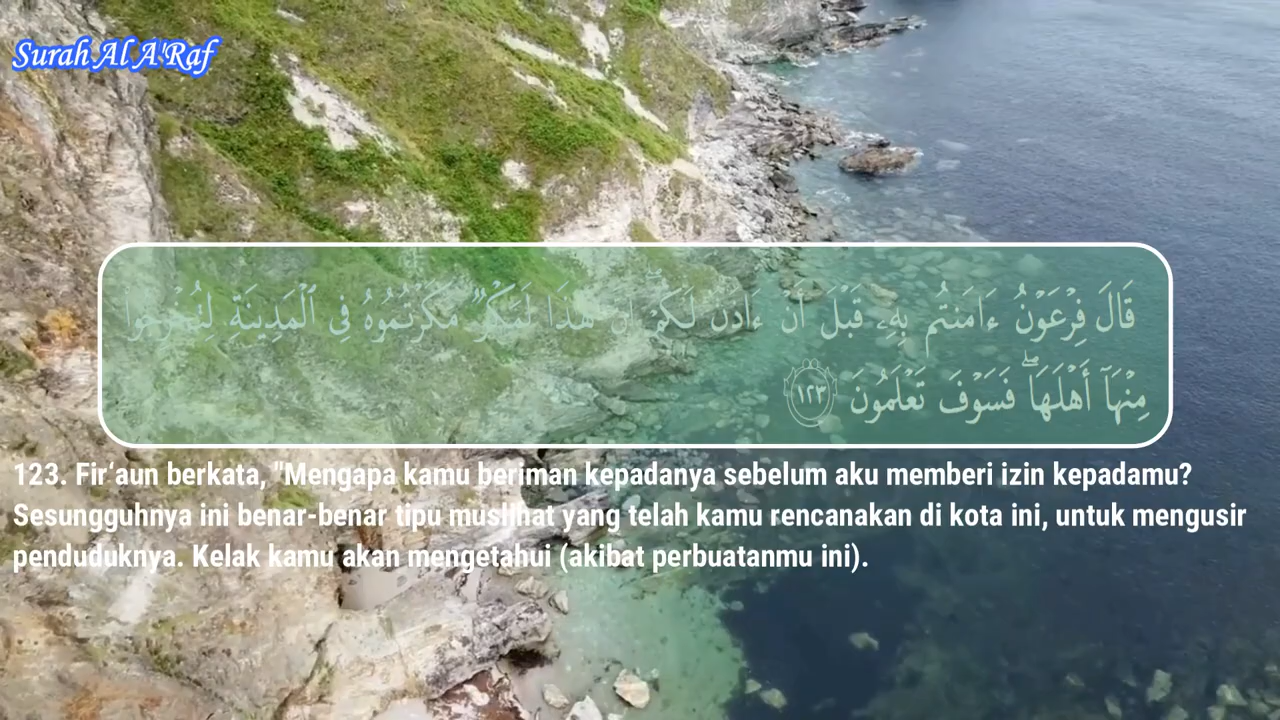 Surah Al A'Raf
قَالَ فِرْعَوْنُ ءَامَنتُم بِهِۦ قَبْلَ أَنْ ءَاذَنَ لَكُمْ ۖ إِنَّ هَٰذَا لَمَكْرٌ مَّكَرْتُمُوهُ فِى ٱلْمَدِينَةِ لِتُخْرِجُوا۟
مِنْهَآ أَهْلَهَا ۖ فَسَوْفَ تَعْلَمُونَ ١٢٣
123. Fir‘aun berkata, "Mengapa kamu beriman kepadanya sebelum aku memberi izin kepadamu?
Sesungguhnya ini benar-benar tipu muslihat yang telah kamu rencanakan di kota ini, untuk mengusir
penduduknya. Kelak kamu akan mengetahui (akibat perbuatanmu ini).